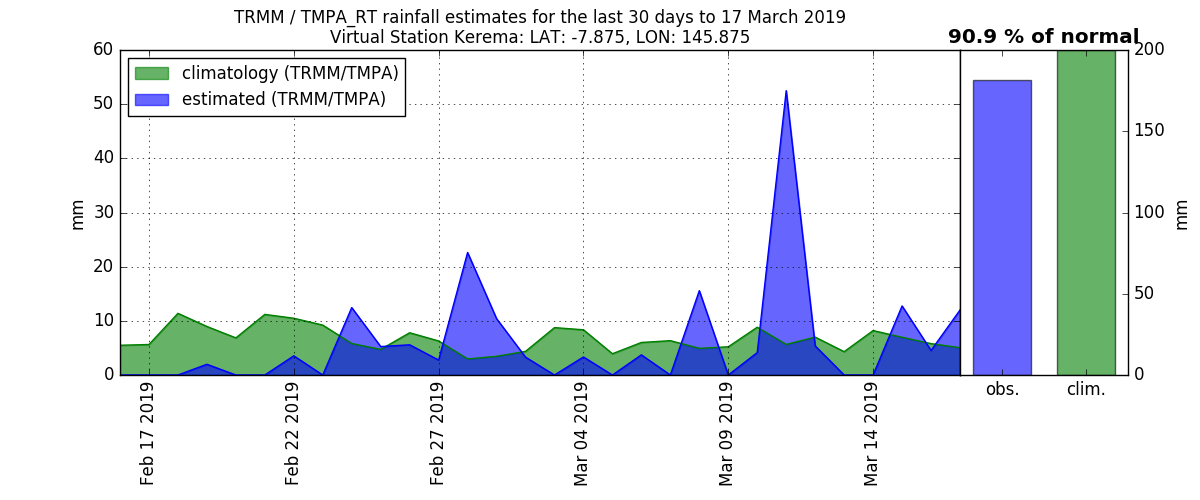 TRMM / TMPA_RT rainfall estimates for the last 30 days to 17 March 2019
Virtual Station Kerema: LAT: -7.875, LON: 145.875
90.9 % of normal
climatology (TRMM/TMPA)
estimated (TRMM/TMPA)
60
50
40
30
20
10
0
mm
200
150
100
50
0
mm
Feb 17 2019
Feb 22 2019
Feb 27 2019
Mar 04 2019
Mar 09 2019
Mar 14 2019
obs.
clim.